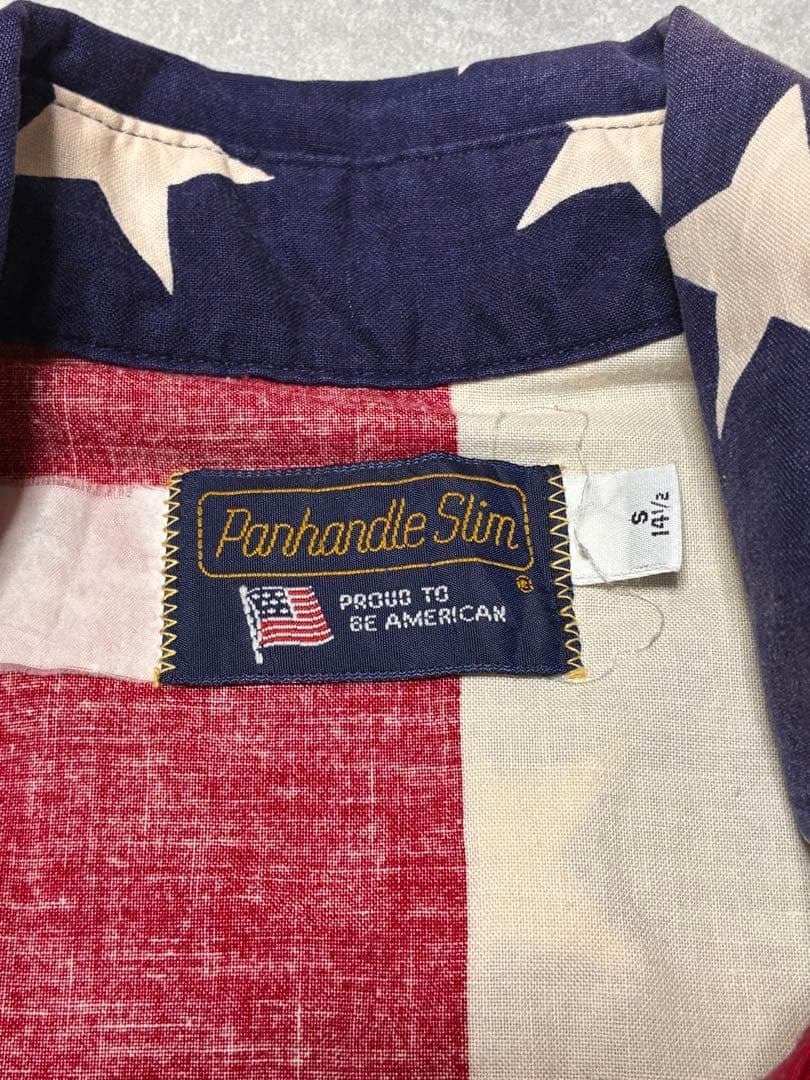 Panhandle Slim
®
PROUD TO
BE AMERICAN
S
14½